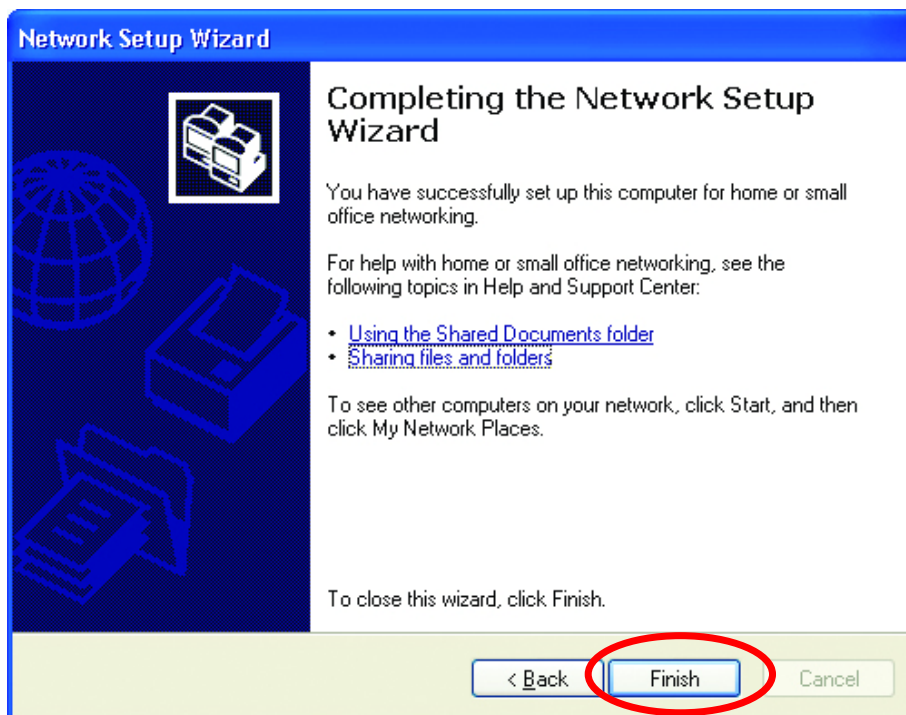 Network Setup Wizard
Completing the Network Setup
Wizard
You have successfully set up this computer for home or small
office networking.
For help with home or small office networking, see the
following topics in Help and Support Center:
• Using the Shared Documents folder
• Sharing files and folders
To see other computers on your network, click Start, and then
click My Network Places.
To close this wizard, click Finish.
< Back Finish Cancel